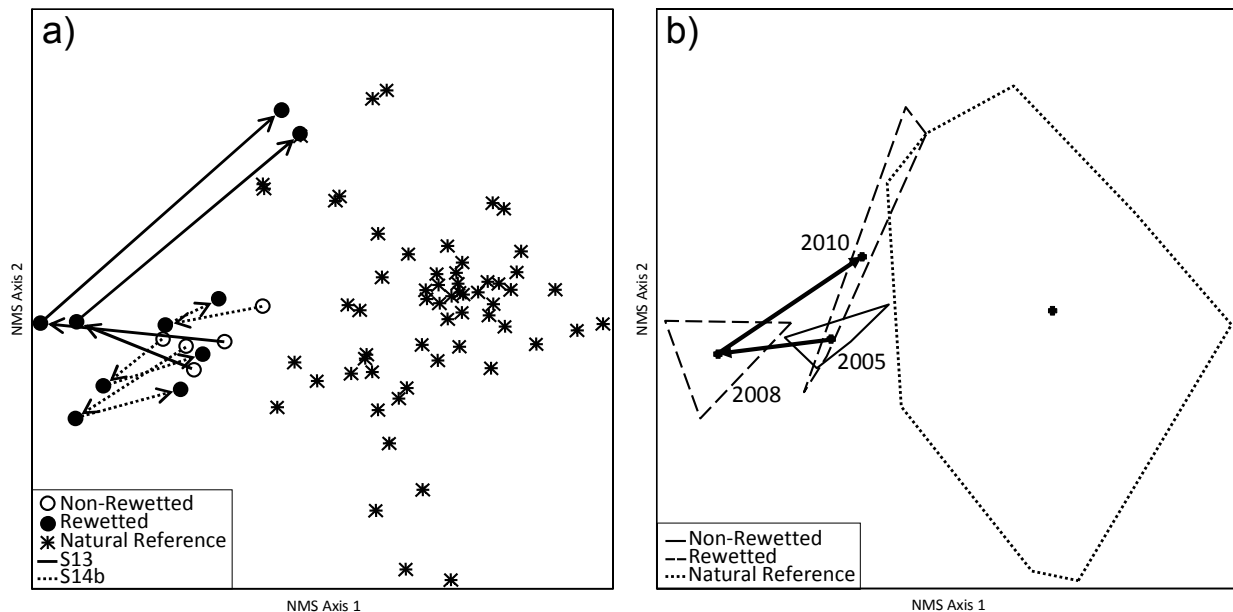 a)
NMS Axis 2
Non-Rewetted
Rewetted
Natural Reference
S13
S14b
NMS Axis 1
b)
NMS Axis 2
2010
2005
2008
Non-Rewetted
Rewetted
Natural Reference
NMS Axis 1